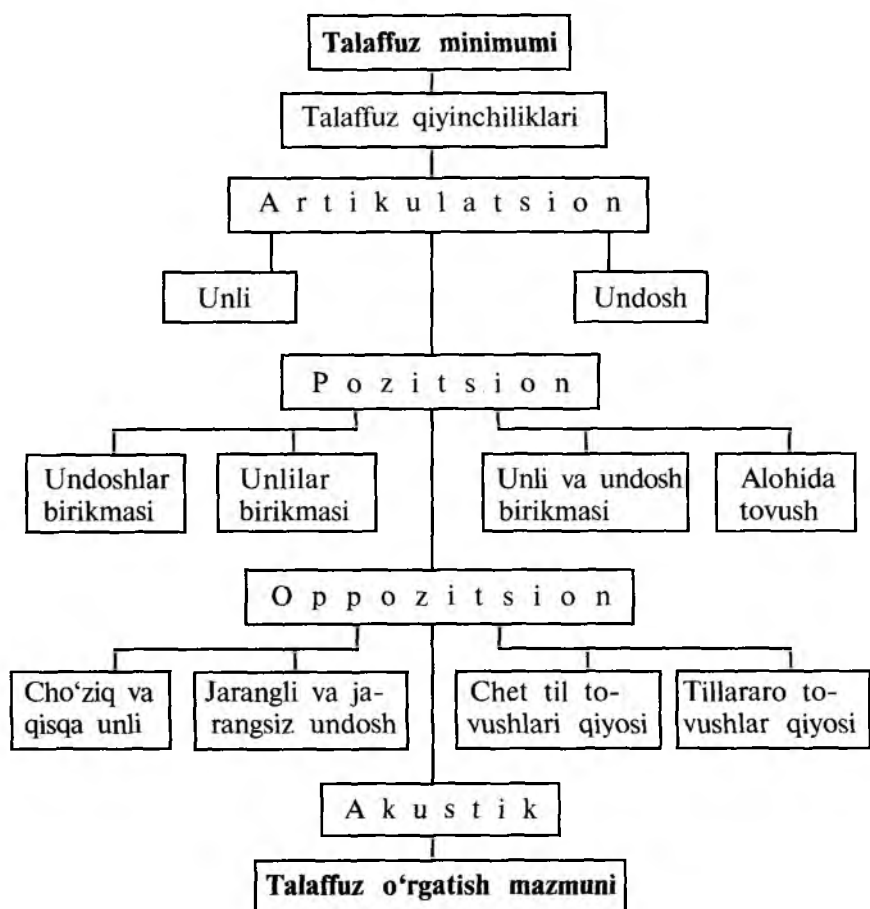 Talaffuz minimumi
Talaffuz qiyinchiliklari
Artikulatsion
Unli
Undosh
Pozitsion
Undoshlar
birikmasi
Unlilar
birikmasi
Unli va undosh
birikmasi
Alohida
tovush
Oppozitsion
Cho‘ziq va
qisqa unli
Jarangli va ja-
rangsiz undosh
Chet til to-
vushlari qiyosi
Tillararo to-
vushlar qiyosi
Akustik
Talaffuz o‘rgatish mazmuni